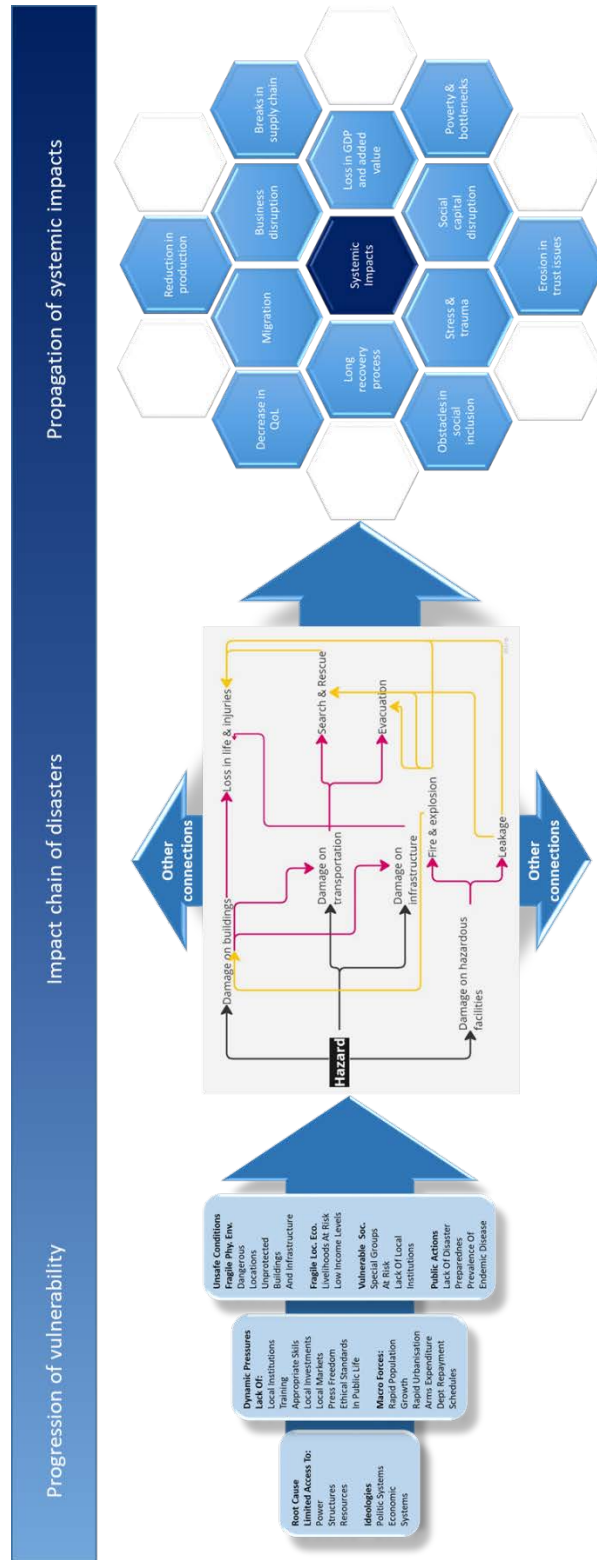 Progression of vulnerability
Impact chain of disasters
Propagation of systemic impacts
Root Cause
Limited Access To:
Power
Structures
Resources
Ideologies
Politic Systems
Economic
Systems
Dynamic Pressures
Lack Of:
Local Institutions
Training
Appropriate Skils
Local Investments
Local Markets
Press Freedom
Ethical Standards
In Public Life
Macro Forces:
Rapid Population
Growth
Rapid Urbanisation
Arms Expenditure
Dept Repayment
Schedules
Unsafe Conditions
Fragile Phy. Env.
Dangerous
Locations
Unprotected
Buildings
And Infrastructure
Fragile Loc. Eco.
Livelihoods At Risk
Low Income Levels
Vulnerable Soc.
Special Groups
At Risk
Lack Of Local
Institutions
Public Actions
Lack Of Disaster
Preparednes
Prevalence Of
Endemic Disease
Other
connections
Hazard
Damage on buildings
Loss in life & injuries
Damage on
transportation
Search & Rescue
Damage on
infrastructure
Evacuation
Fire & explosion
Damage on hazardous
facilities
Leakage
Other
connections
Reduction in
production
Breaks in
supply chain
Migration
Business
disruption
Decrease in
QoL
Long
recovery
process
Systemic
Impacts
Loss in GDP
and added
value
Obstacles in
social
inclusion
Stress &
trauma
Social
capital
disruption
Poverty &
bottlenecks
Erosion in
trust issues